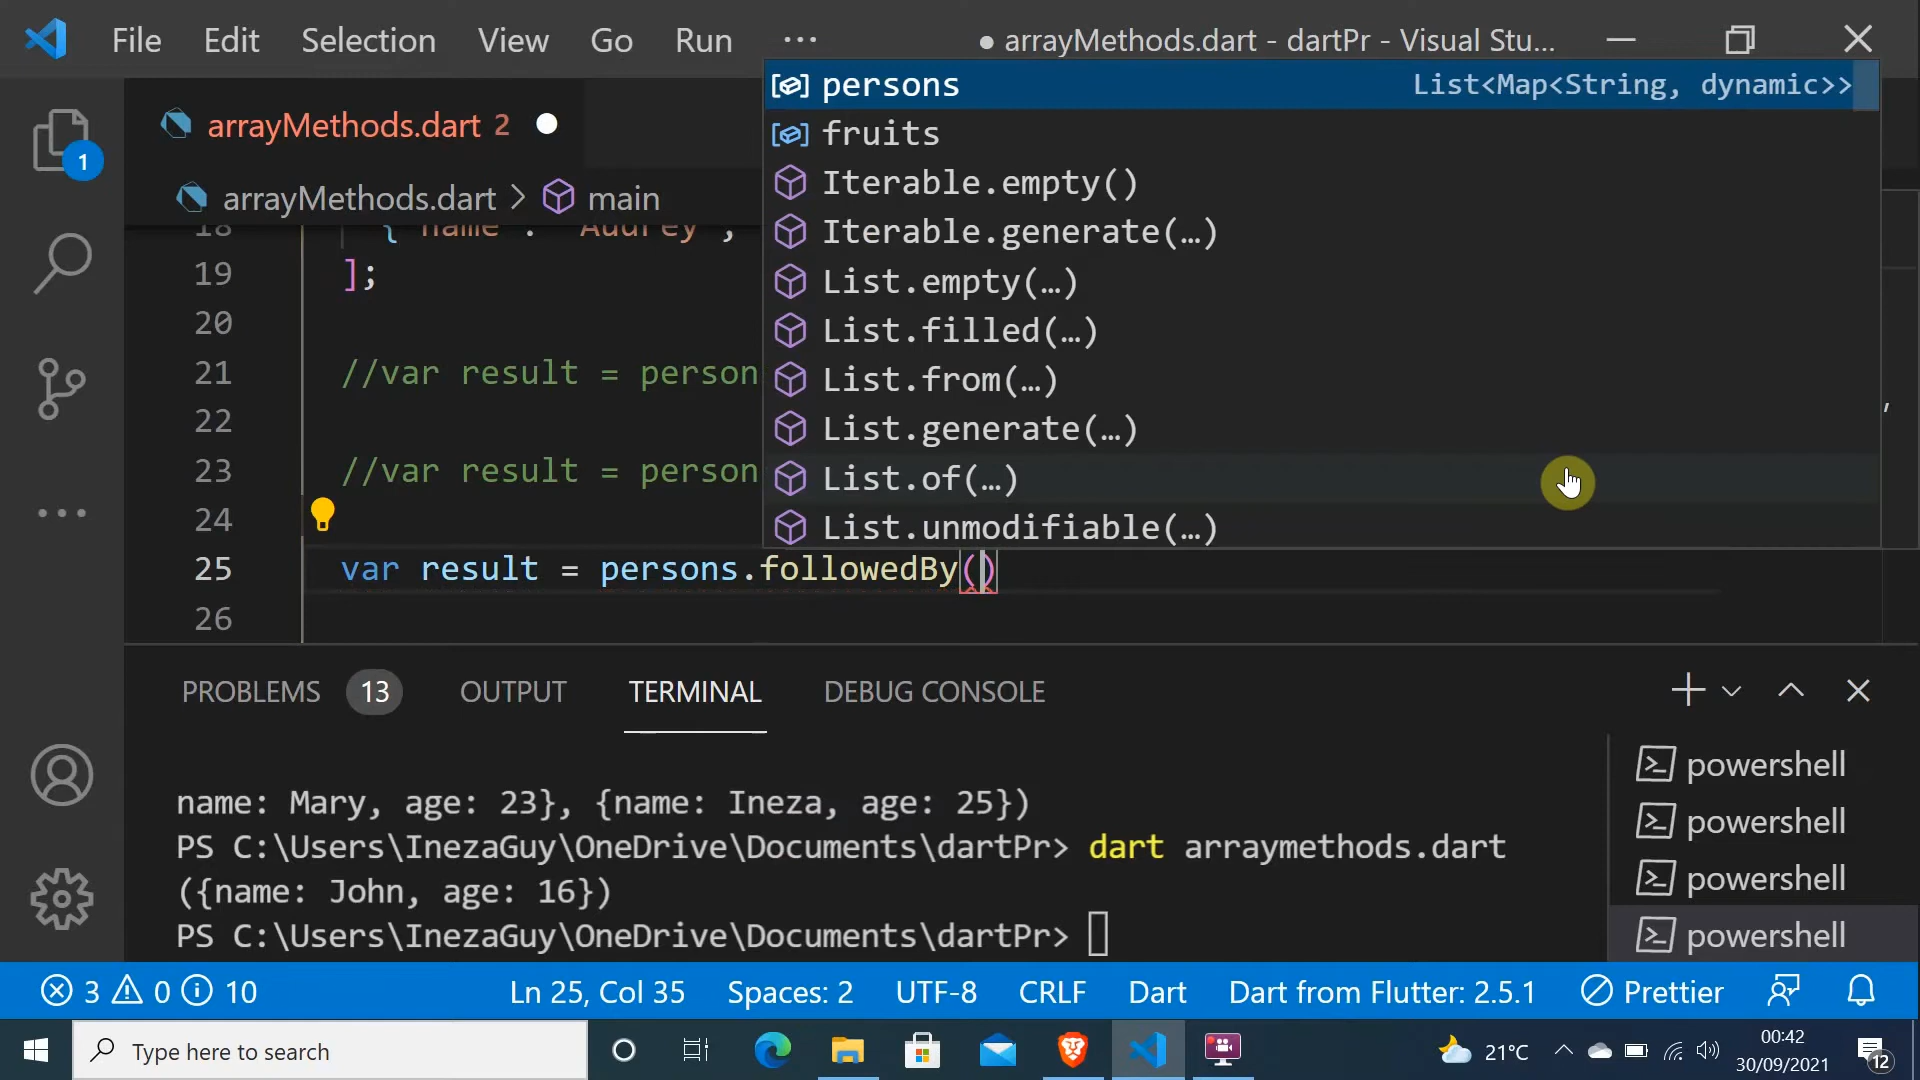 File Edit Selection View Go Run ··· ● arrayMethods.dart - dartPr - Visual Stu...
persons List<Map<String, dynamic>>
fruits
Iterable.empty()
Iterable.generate(…)
List.empty(…)
List.filled(…)
List.from(…)
List.generate(…)
List.of(…)
List.unmodifiable(…)
1
arrayMethods.dart 2
arrayMethods.dart > main
18 { "name": "Audrey",
19 ];
20
21 //var result = person
22
23 //var result = person
24
25 var result = persons.followedBy()
26
PROBLEMS 13 OUTPUT TERMINAL DEBUG CONSOLE
name: Mary, age: 23}, {name: Ineza, age: 25})
PS C:\Users\InezaGuy\OneDrive\Documents\dartPr> dart arraymethods.dart
({name: John, age: 16})
PS C:\Users\InezaGuy\OneDrive\Documents\dartPr>
powershell
powershell
powershell
powershell
3 0 10 Ln 25, Col 35 Spaces: 2 UTF-8 CRLF Dart Dart from Flutter: 2.5.1 Prettier
Type here to search 21°C 00:42
30/09/2021
12